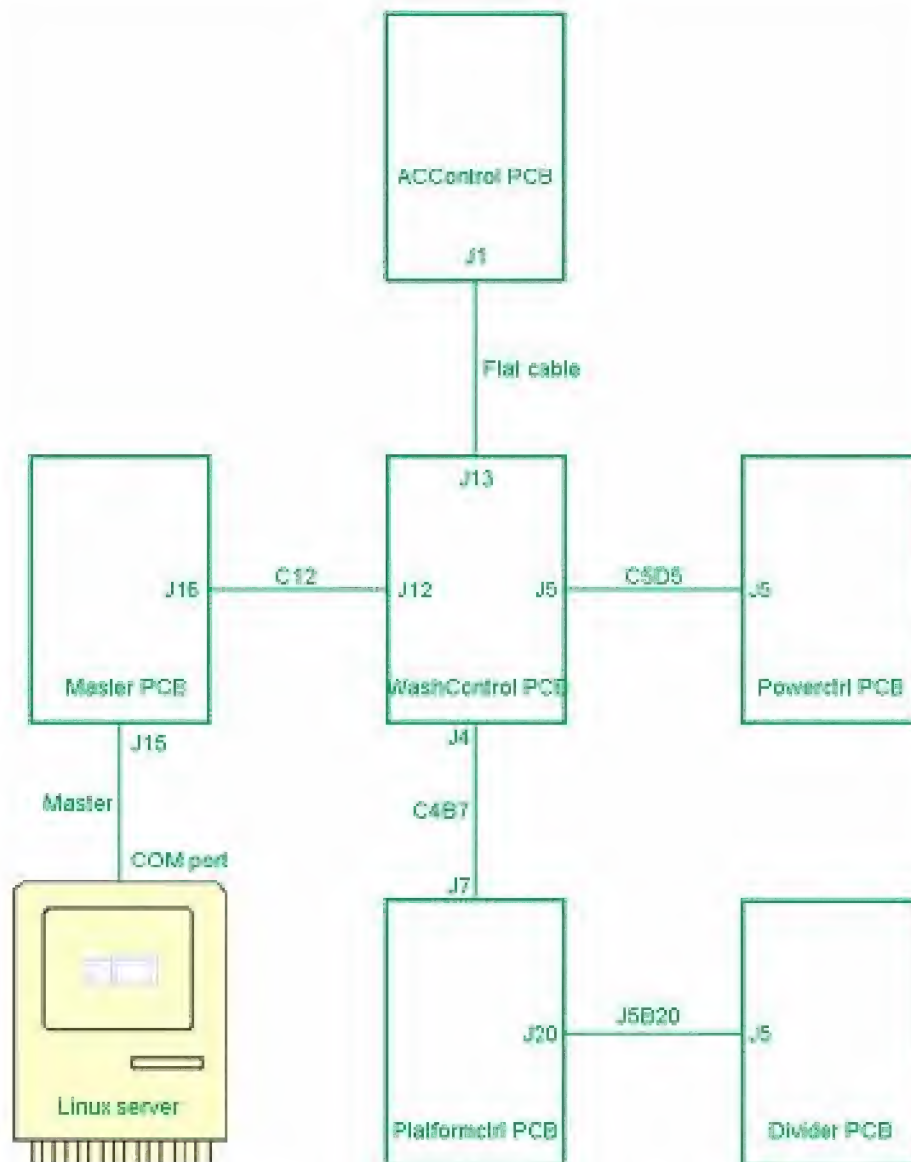 ACControl PCB
J1
Flat cable
J13
J16
C12
J12
J5
C5D5
J5
Master PCB
WashControl PCB
Powerctrl PCB
J15
J4
Master
C4B7
COM port
J7
J20
J5B20
J5
Linux server
Platformctrl PCB
Divider PCB